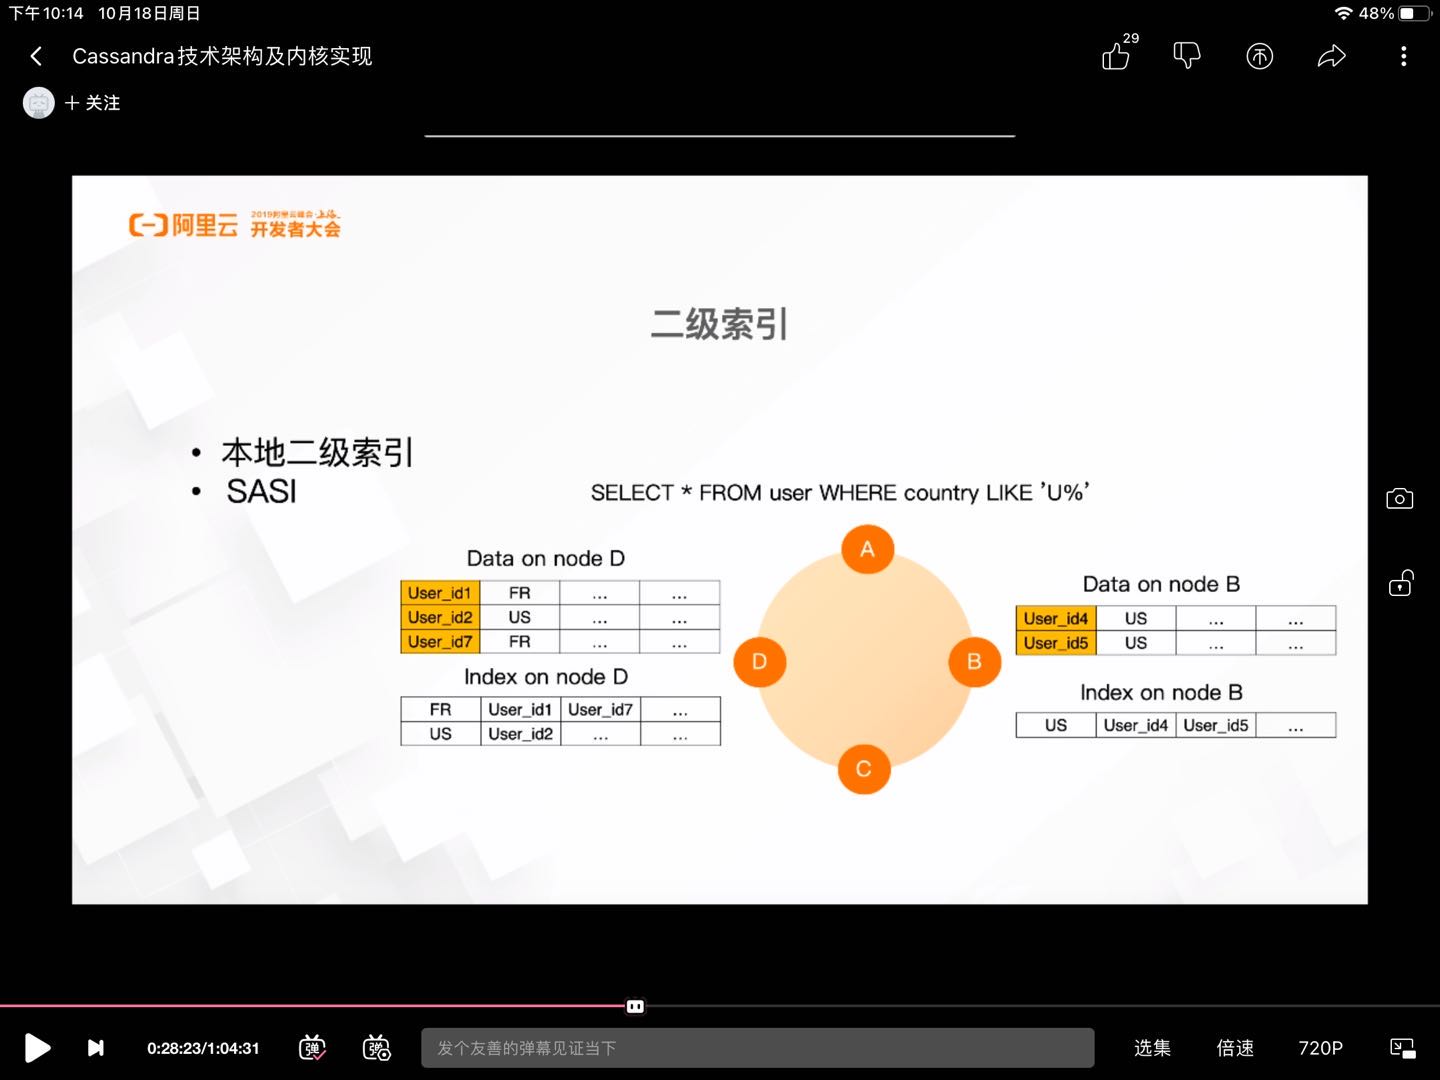 下午10:14 10月18日周日
48%
Cassandra技术架构及内核实现
29
+ 关注
阿里云
2019阿里云峰会·上海
开发者大会
二级索引
• 本地二级索引
• SASI
SELECT * FROM user WHERE country LIKE 'U%'
Data on node D
User_id1 FR ... ...
User_id2 US ... ...
User_id7 FR ... ...
Index on node D
FR User_id1 User_id7 ...
US User_id2 ... ...
A
D
B
C
Data on node B
User_id4 US ... ...
User_id5 US ... ...
Index on node B
US User_id4 User_id5 ...
0:28:23/1:04:31
弹
弹
发个友善的弹幕见证当下
选集
倍速
720P